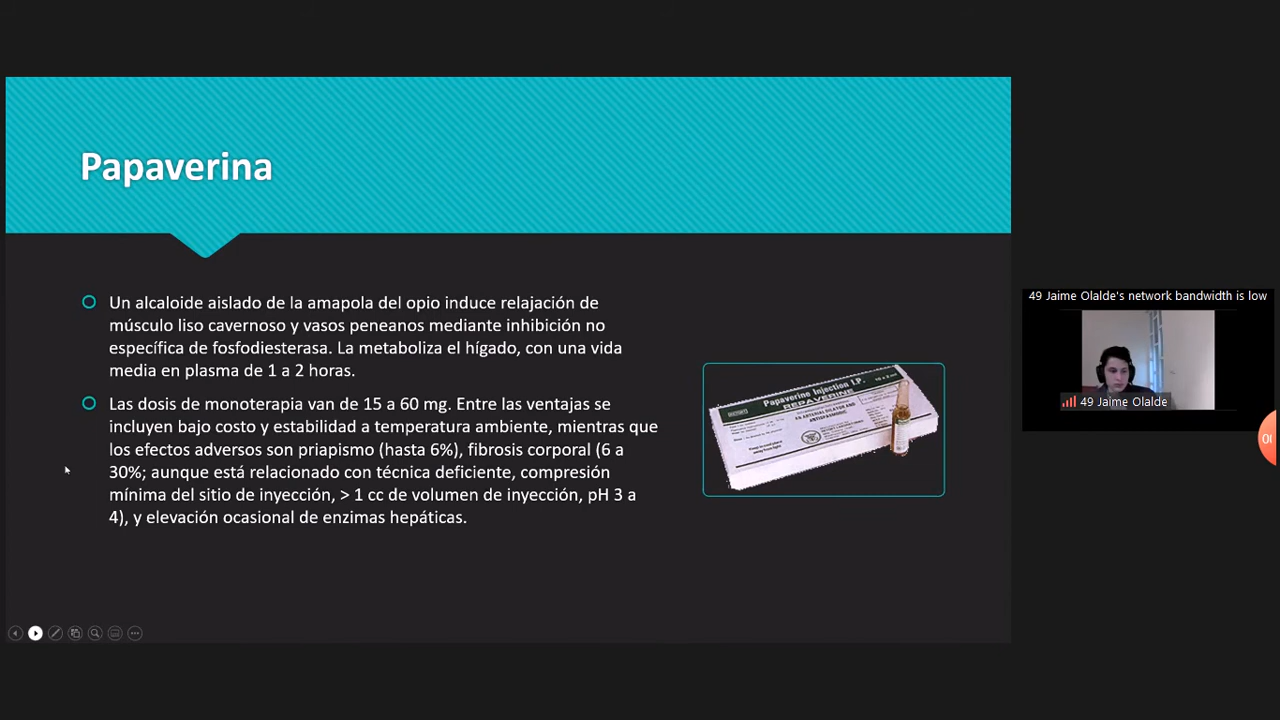 Papaverina
Un alcaloide aislado de la amapola del opio induce relajación de
músculo liso cavernoso y vasos peneanos mediante inhibición no
específica de fosfodiesterasa. La metaboliza el hígado, con una vida
media en plasma de 1 a 2 horas.
Las dosis de monoterapia van de 15 a 60 mg. Entre las ventajas se
incluyen bajo costo y estabilidad a temperatura ambiente, mientras que
los efectos adversos son priapismo (hasta 6%), fibrosis corporal (6 a
30%; aunque está relacionado con técnica deficiente, compresión
mínima del sitio de inyección, > 1 cc de volumen de inyección, pH 3 a
4), y elevación ocasional de enzimas hepáticas.
Papaverine Injection I.P.
REPAVERINE
49 Jaime Olalde's network bandwidth is low
49 Jaime Olalde